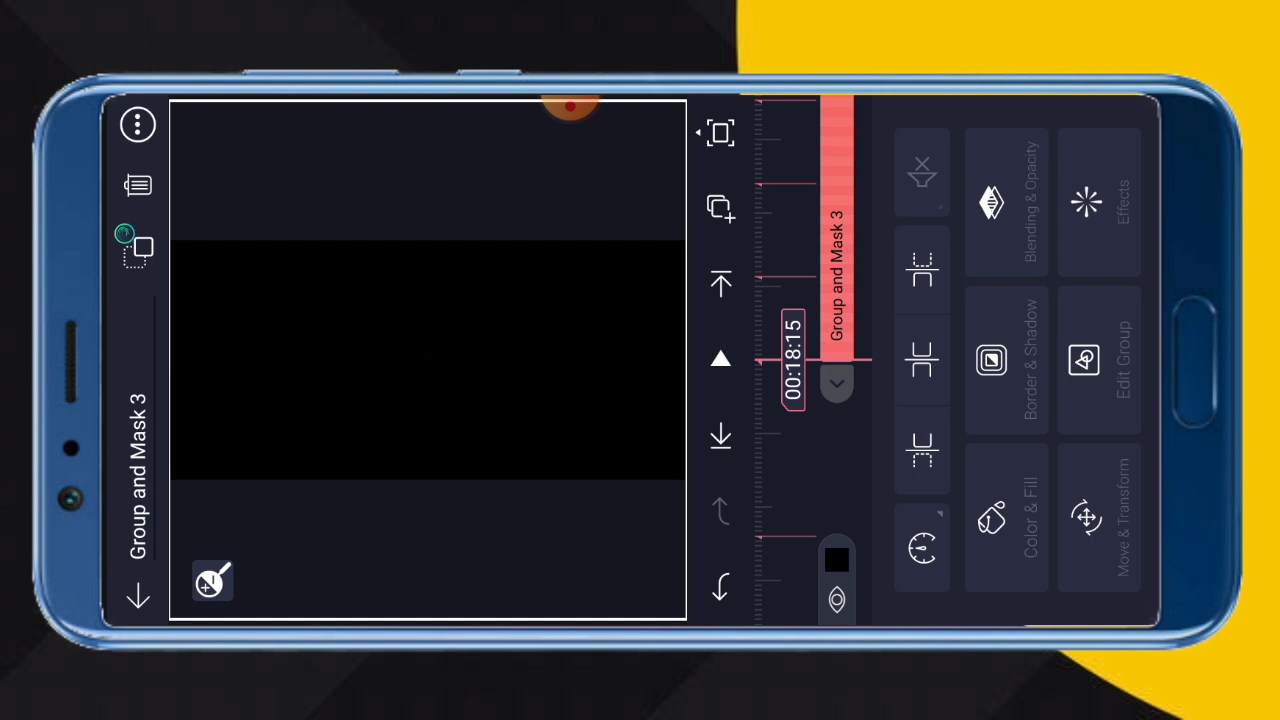 Group and Mask 3
00:18:15
Group and Mask 3
Color & Fill
Border & Shadow
Blending & Opacity
Move & Transform
Edit Group
Effects